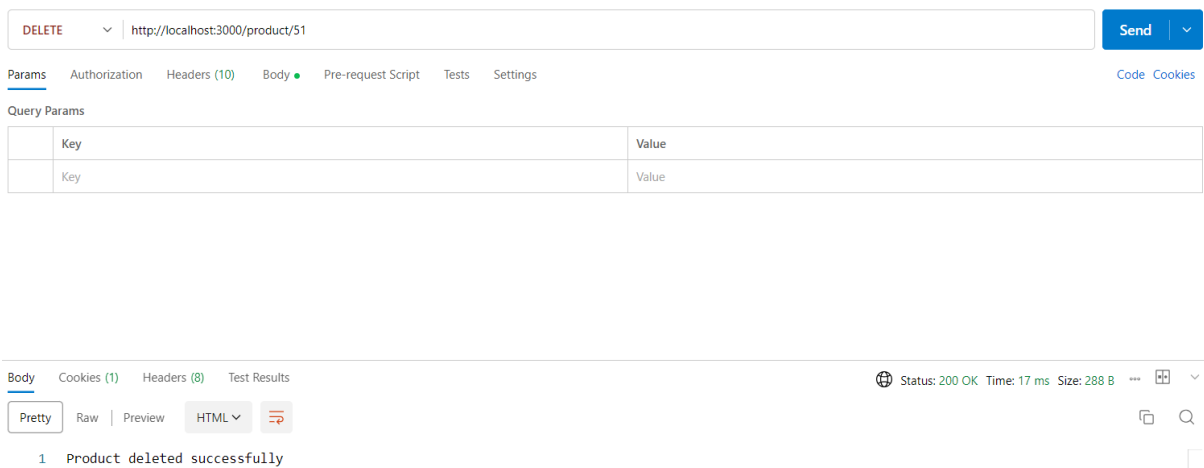 DELETE http://localhost:3000/product/51 Send
Params Authorization Headers (10) Body Pre-request Script Tests Settings Code Cookies
Query Params
Key Value
Key Value
Body Cookies (1) Headers (8) Test Results Status: 200 OK Time: 17 ms Size: 288 B
Pretty Raw Preview HTML
1 Product deleted successfully